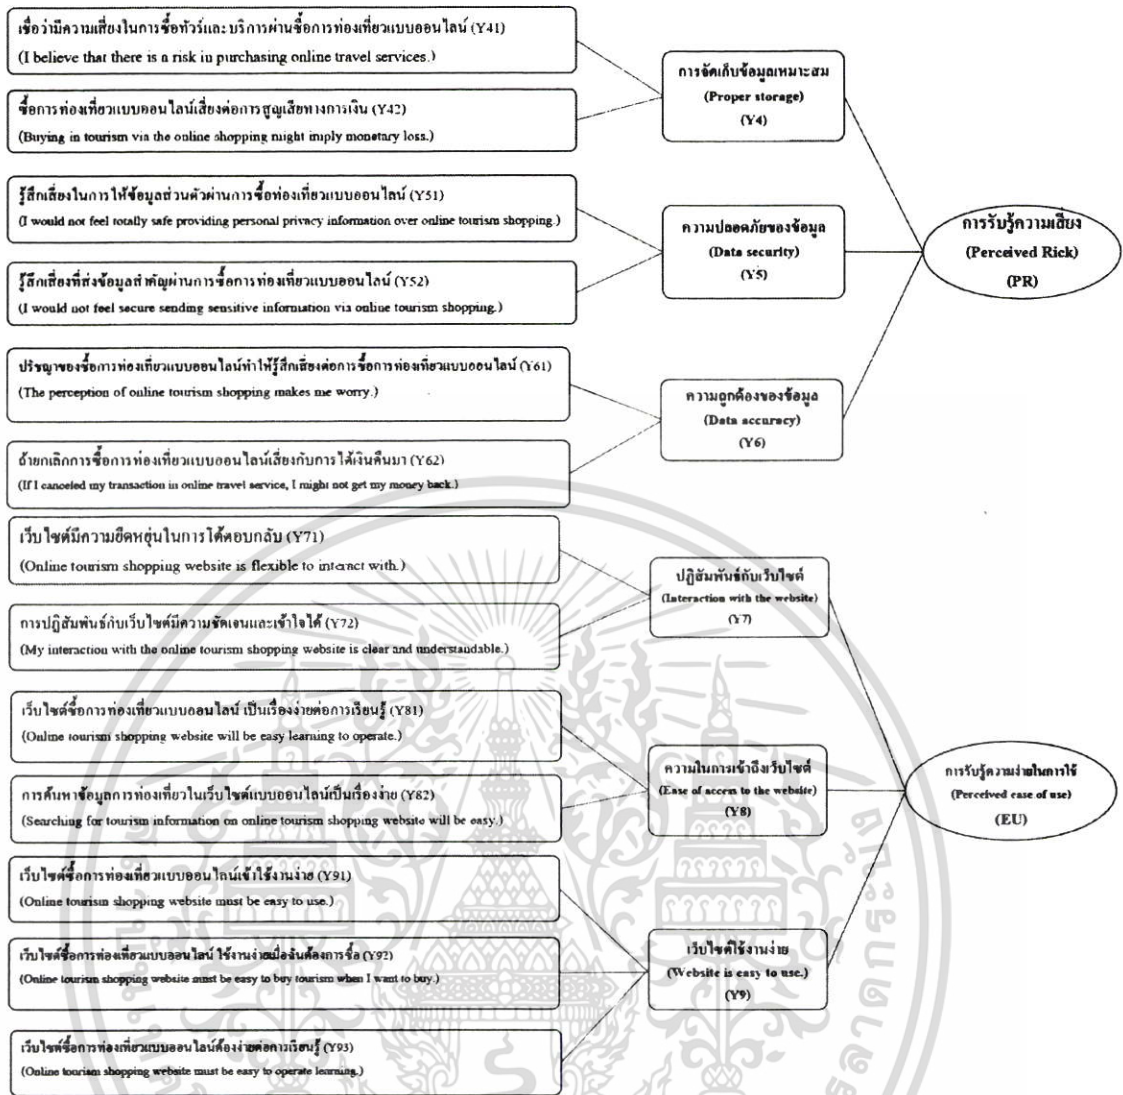 เชื่อว่ามีความเสี่ยงในการซื้อทัวร์และบริการผ่านซื้อการท่องเที่ยวแบบออนไลน์ (Y41)
(I believe that there is a risk in purchasing online travel services.)
ซื้อการท่องเที่ยวแบบออนไลน์เสี่ยงต่อการสูญเสียทางการเงิน (Y42)
(Buying in tourism via the online shopping might imply monetary loss.)
การจัดเก็บข้อมูลเหมาะสม
(Proper storage)
(Y4)
รู้สึกเสี่ยงในการให้ข้อมูลส่วนตัวผ่านการซื้อท่องเที่ยวแบบออนไลน์ (Y51)
(I would not feel totally safe providing personal privacy information over online tourism shopping.)
รู้สึกเสี่ยงที่ส่งข้อมูลสำคัญผ่านการซื้อการท่องเที่ยวแบบออนไลน์ (Y52)
(I would not feel secure sending sensitive information via online tourism shopping.)
ความปลอดภัยของข้อมูล
(Data security)
(Y5)
การรับรู้ความเสี่ยง
(Perceived Risk)
(PR)
ปรัชญาของซื้อการท่องเที่ยวแบบออนไลน์ทำให้รู้สึกเสี่ยงต่อการซื้อการท่องเที่ยวแบบออนไลน์ (Y61)
(The perception of online tourism shopping makes me worry.)
ถ้ายกเลิกการซื้อการท่องเที่ยวแบบออนไลน์เสี่ยงกับการได้เงินคืนมา (Y62)
(If I canceled my transaction in online travel service, I might not get my money back.)
ความถูกต้องของข้อมูล
(Data accuracy)
(Y6)
เว็บไซต์มีความยืดหยุ่นในการโต้ตอบกลับ (Y71)
(Online tourism shopping website is flexible to interact with.)
การปฏิสัมพันธ์กับเว็บไซต์มีความชัดเจนและเข้าใจได้ (Y72)
(My interaction with the online tourism shopping website is clear and understandable.)
ปฏิสัมพันธ์กับเว็บไซต์
(Interaction with the website)
(Y7)
เว็บไซต์ซื้อการท่องเที่ยวแบบออนไลน์ เป็นเรื่องง่ายต่อการเรียนรู้ (Y81)
(Online tourism shopping website will be easy learning to operate.)
การค้นหาข้อมูลการท่องเที่ยวในเว็บไซต์แบบออนไลน์เป็นเรื่องง่าย (Y82)
(Searching for tourism information on online tourism shopping website will be easy.)
ความในการเข้าถึงเว็บไซต์
(Ease of access to the website)
(Y8)
การรับรู้ความง่ายในการใช้
(Perceived ease of use)
(EU)
เว็บไซต์ซื้อการท่องเที่ยวแบบออนไลน์เข้าใช้งานง่าย (Y91)
(Online tourism shopping website must be easy to use.)
เว็บไซต์ซื้อการท่องเที่ยวแบบออนไลน์ ใช้งานง่ายเมื่อฉันต้องการซื้อ (Y92)
(Online tourism shopping website must be easy to buy tourism when I want to buy.)
เว็บไซต์ซื้อการท่องเที่ยวแบบออนไลน์ต้องง่ายต่อการเรียนรู้ (Y93)
(Online tourism shopping website must be easy to operate learning.)
เว็บไซต์ใช้งานง่าย
(Website is easy to use.)
(Y9)